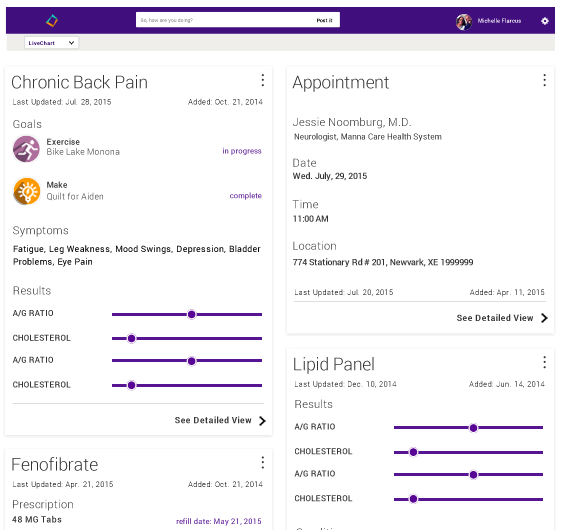 So, how are you doing?
Post it
Michelle Flarcus
LiveChart
Chronic Back Pain
Last Updated: Jul. 28, 2015
Added: Oct. 21, 2014
Goals
Exercise
Bike Lake Monona
in progress
Make
Quilt for Aiden
complete
Symptoms
Fatigue, Leg Weakness, Mood Swings, Depression, Bladder
Problems, Eye Pain
Results
A/G RATIO
CHOLESTEROL
A/G RATIO
CHOLESTEROL
See Detailed View
Fenofibrate
Last Updated: Apr. 21, 2015
Added: Oct. 21, 2014
Prescription
48 MG Tabs
refill date: May 21, 2015
Appointment
Jessie Noomburg, M.D.
Neurologist, Manna Care Health System
Date
Wed. July, 29, 2015
Time
11:00 AM
Location
774 Stationary Rd # 201, Newvark, XE 1999999
Last Updated: Jul. 20, 2015
Added: Apr. 11, 2015
See Detailed View
Lipid Panel
Last Updated: Dec. 10, 2014
Added: Jun. 14, 2014
Results
A/G RATIO
CHOLESTEROL
A/G RATIO
CHOLESTEROL